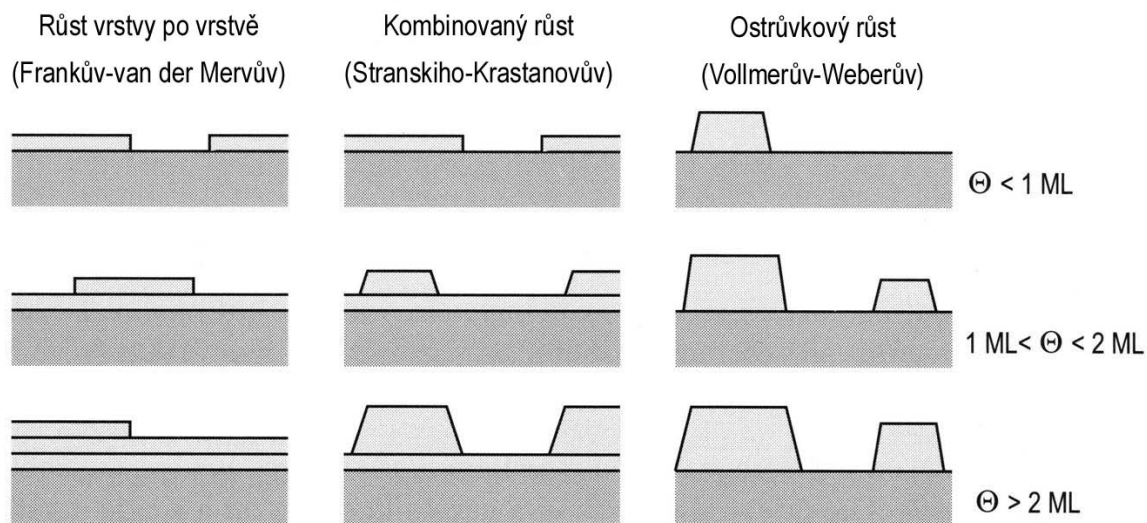 Růst vrstvy po vrstvě
(Frankův-van der Mervův)
Kombinovaný růst
(Stranskiho-Krastanovův)
Ostrůvkový růst
(Vollmerův-Weberův)
Θ < 1 ML
1 ML< Θ < 2 ML
Θ > 2 ML